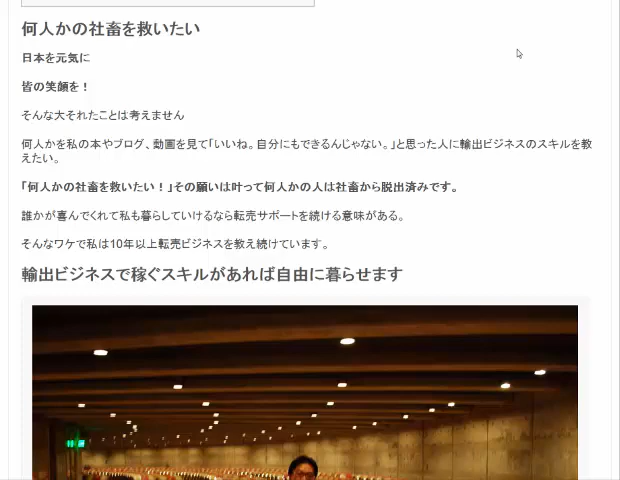 何人かの社畜を救いたい
日本を元気に
皆の笑顔を！
そんな大それたことは考えません
何人かを私の本やブログ、動画を見て「いいね。自分にもできるんじゃない。」と思った人に輸出ビジネスのスキルを教
えたい。
「何人かの社畜を救いたい！」その願いは叶って何人かの人は社畜から脱出済みです。
誰かが喜んでくれて私も暮らしていけるなら転売サポートを続ける意味がある。
そんなワケで私は10年以上転売ビジネスを教え続けています。
輸出ビジネスで稼ぐスキルがあれば自由に暮らせます